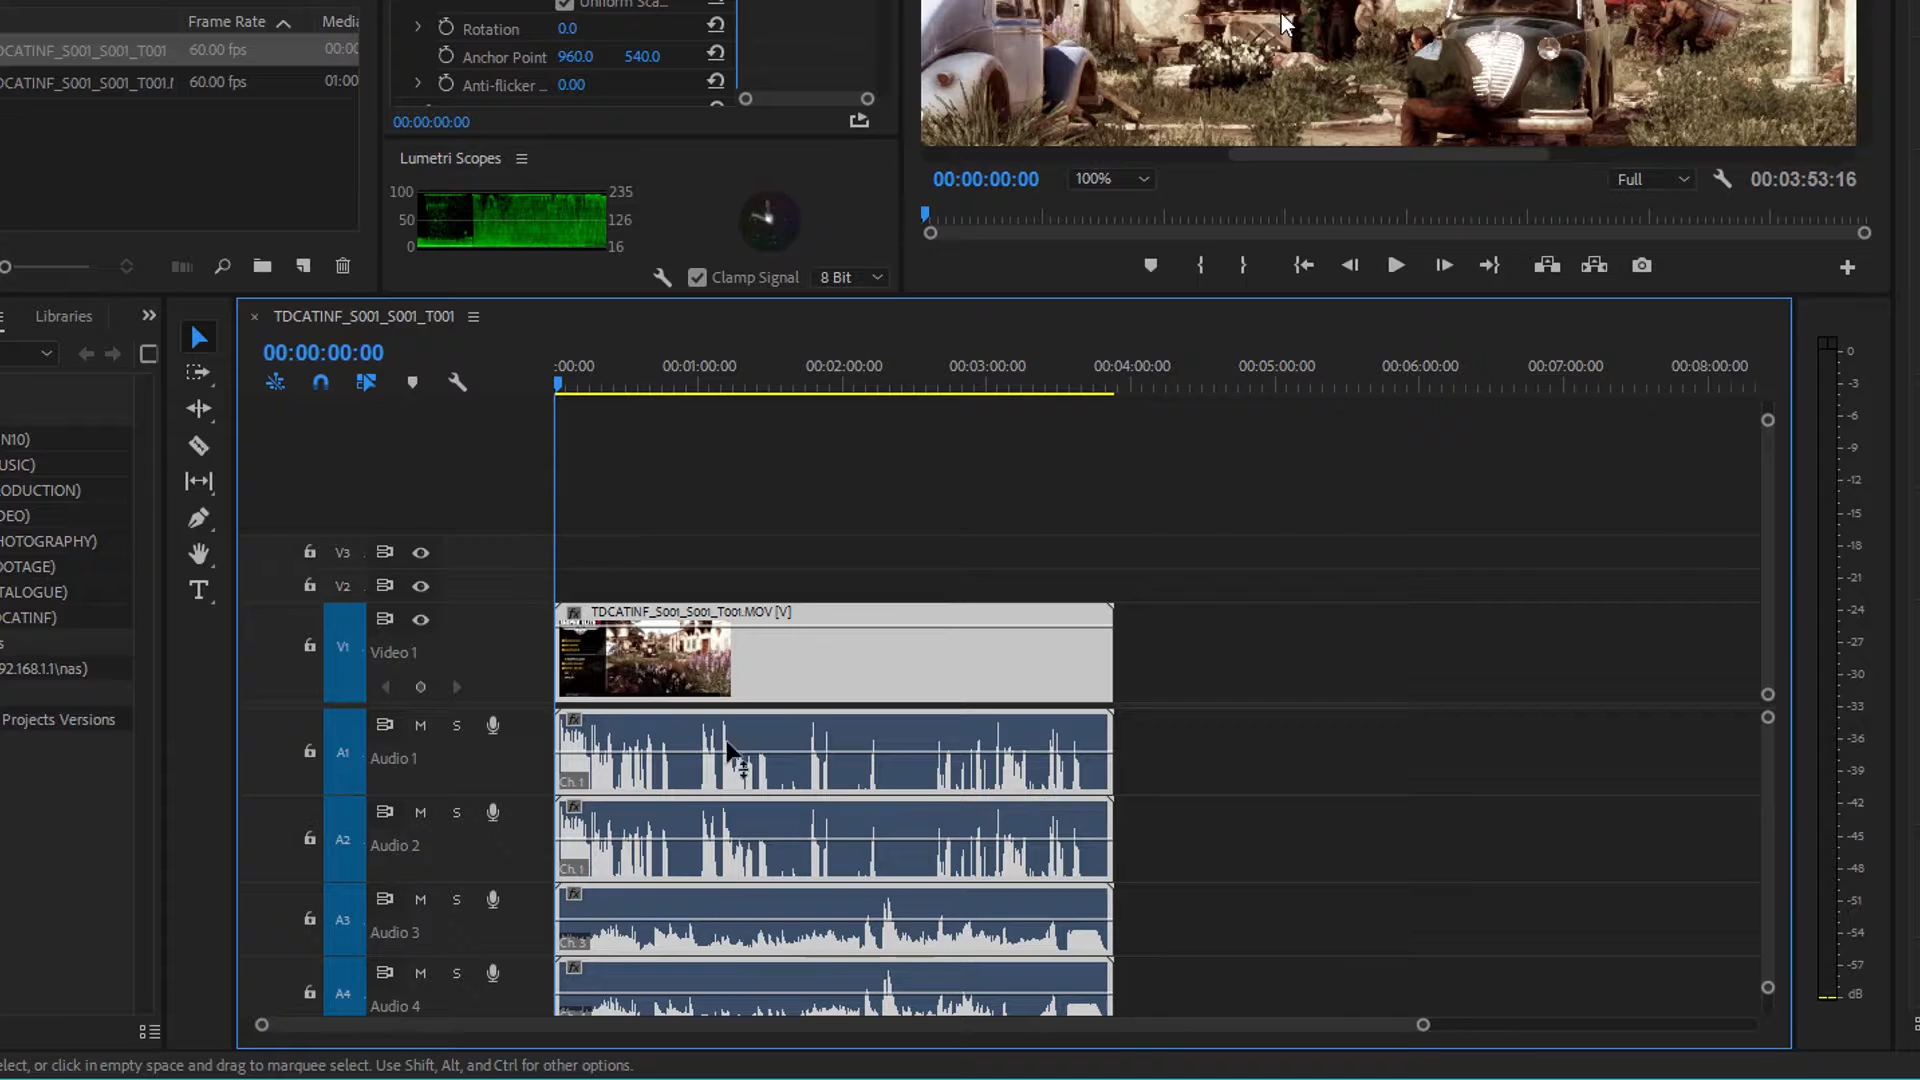 Frame Rate Media
DCATINF_S001_S001_T001 60.00 fps 00:00
DCATINF_S001_S001_T001.M 60.00 fps 01:00
Uniform Sca...
Rotation 0.0
Anchor Point 960.0 540.0
Anti-flicker ... 0.00
00:00:00:00
Lumetri Scopes
100 235
50 126
0 16
Clamp Signal 8 Bit
00:00:00:00 100% Full 00:03:53:16
Libraries
TDCATINF_S001_S001_T001
00:00:00:00
:00:00 00:01:00:00 00:02:00:00 00:03:00:00 00:04:00:00 00:05:00:00 00:06:00:00 00:07:00:00 00:08:00:00
N10)
USIC)
RODUCTION)
DEO)
HOTOGRAPHY)
OOTAGE)
TALOGUE)
DCATINF)
s
92.168.1.1\nas)
Projects Versions
V3
V2
V1 Video 1
fx TDCATINF_S001_S001_T001.MOV [V]
A1 M S Audio 1
fx Ch. 1
A2 M S Audio 2
fx Ch. 1
A3 M S Audio 3
fx Ch. 3
A4 M S Audio 4
fx
0
-3
-6
-9
-12
-15
-18
-21
-24
-27
-30
-33
-36
-39
-42
-45
-48
-51
-54
-57
dB
elect, or click in empty space and drag to marquee select. Use Shift, Alt, and Ctrl for other options.